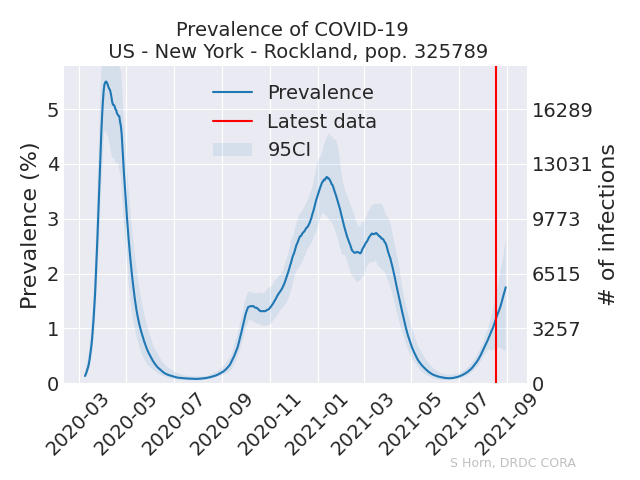 Prevalence of COVID-19
US - New York - Rockland, pop. 325789
Prevalence
Latest data
95CI
Prevalence (%)
5
4
3
2
1
0
16289
13031
9773
6515
3257
0
# of infections
2020-03
2020-05
2020-07
2020-09
2020-11
2021-01
2021-03
2021-05
2021-07
2021-09
S Horn, DRDC CORA